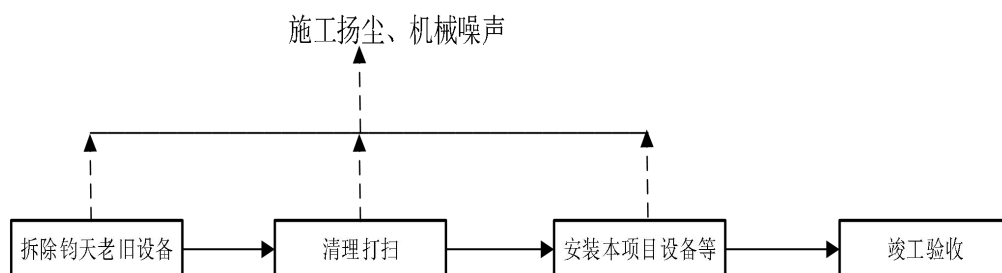 施工扬尘、机械噪声
拆除钧天老旧设备
清理打扫
安装本项目设备等
竣工验收